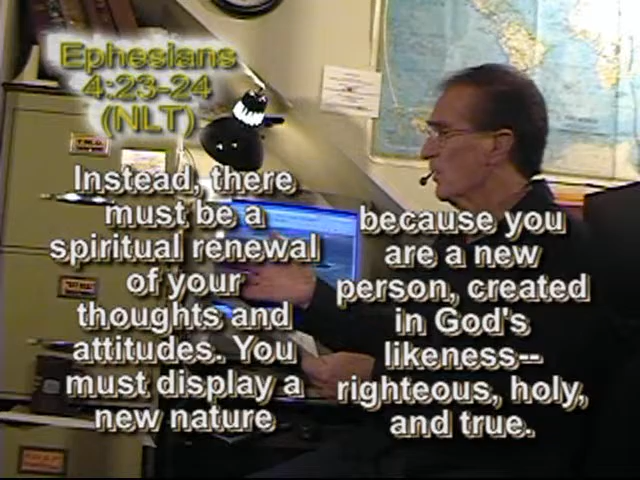 Ephesians
4:23-24
(NLT)
Instead, there
must be a
spiritual renewal
of your
thoughts and
attitudes. You
must display a
new nature
because you
are a new
person, created
in God's
likeness--
righteous, holy,
and true.